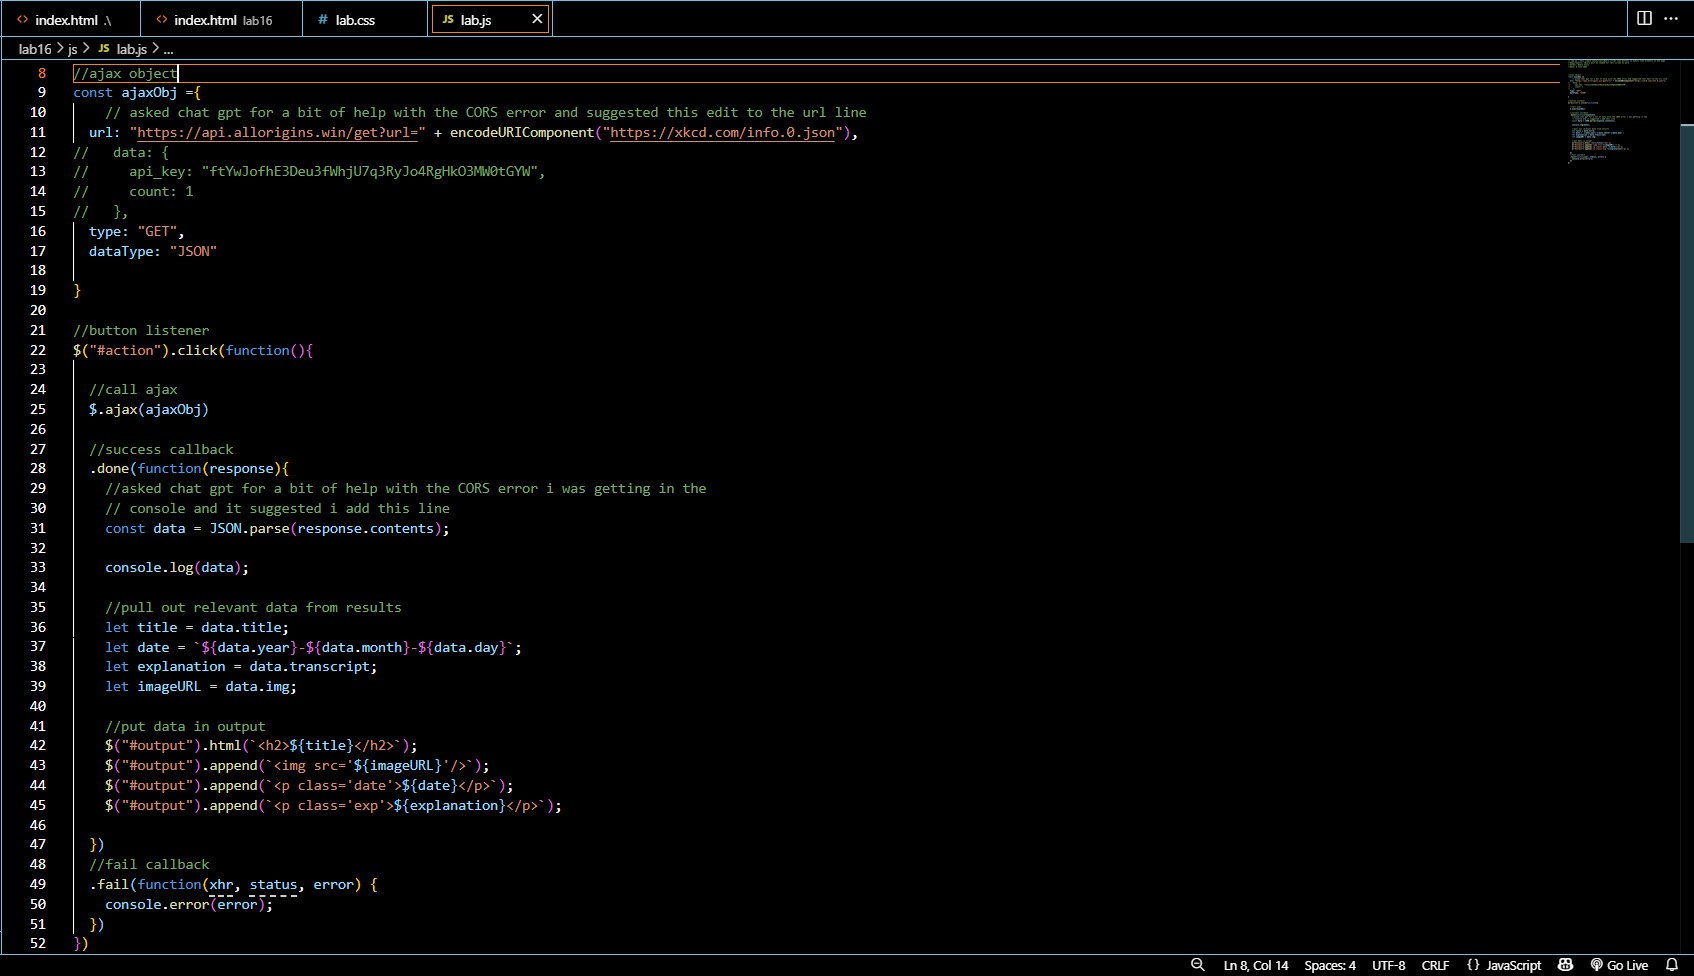 index.html .\ index.html lab16 # lab.css JS lab.js
lab16 > js > JS lab.js > ...
8 //ajax object
9 const ajaxObj ={
10 // asked chat gpt for a bit of help with the CORS error and suggested this edit to the url line
11 url: "https://api.allorigins.win/get?url=" + encodeURIComponent("https://xkcd.com/info.0.json"),
12 // data: {
13 // api_key: "ftYwJofhE3Deu3fWhjU7q3RyJo4RgHkO3MW0tGYW",
14 // count: 1
15 // },
16 type: "GET",
17 dataType: "JSON"
18
19 }
20
21 //button listener
22 $("#action").click(function(){
23
24 //call ajax
25 $.ajax(ajaxObj)
26
27 //success callback
28 .done(function(response){
29 //asked chat gpt for a bit of help with the CORS error i was getting in the
30 // console and it suggested i add this line
31 const data = JSON.parse(response.contents);
32
33 console.log(data);
34
35 //pull out relevant data from results
36 let title = data.title;
37 let date = `${data.year}-${data.month}-${data.day}`;
38 let explanation = data.transcript;
39 let imageURL = data.img;
40
41 //put data in output
42 $("#output").html(`<h2>${title}</h2>`);
43 $("#output").append(`<img src='${imageURL}'/>`);
44 $("#output").append(`<p class='date'>${date}</p>`);
45 $("#output").append(`<p class='exp'>${explanation}</p>`);
46
47 })
48 //fail callback
49 .fail(function(xhr, status, error) {
50 console.error(error);
51 })
52 })
Ln 8, Col 14 Spaces: 4 UTF-8 CRLF {} JavaScript Go Live